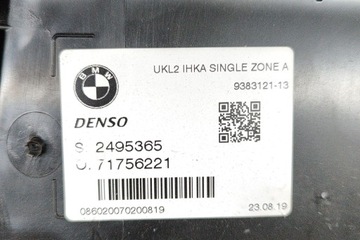 BMW
UKL2 IHKA SINGLE ZONE A
9383121-13
DENSO
S. 2495365
O. 71756221
086020070200819
23.08.19